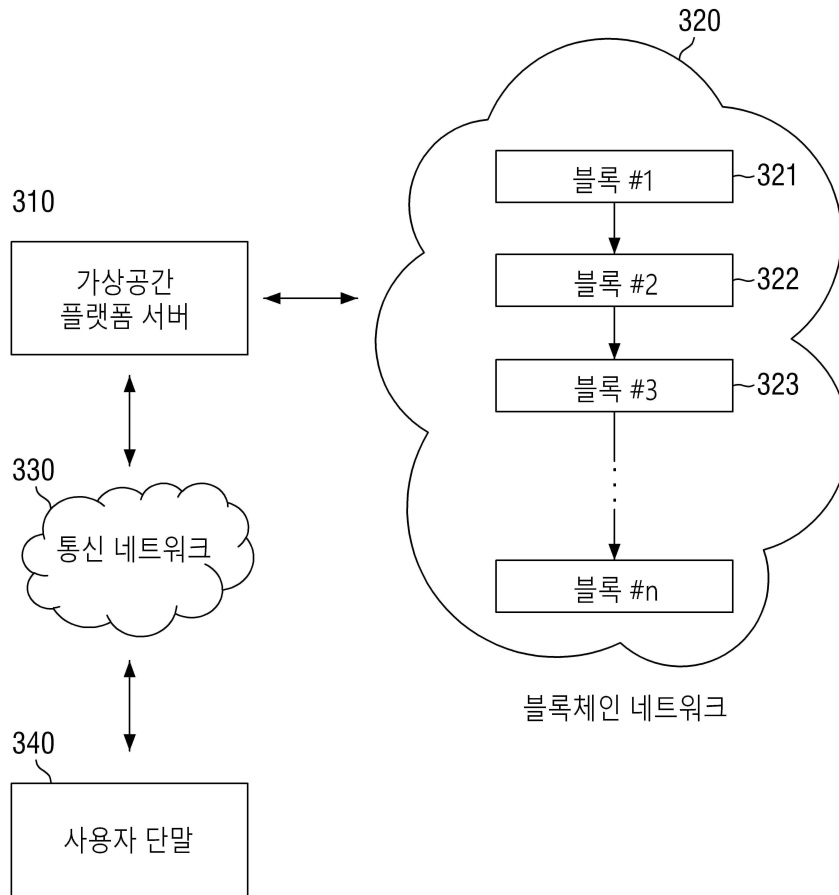 320
블록 #1
321
310
가상공간
플랫폼 서버
블록 #2
322
블록 #3
323
330
통신 네트워크
블록 #n
블록체인 네트워크
340
사용자 단말